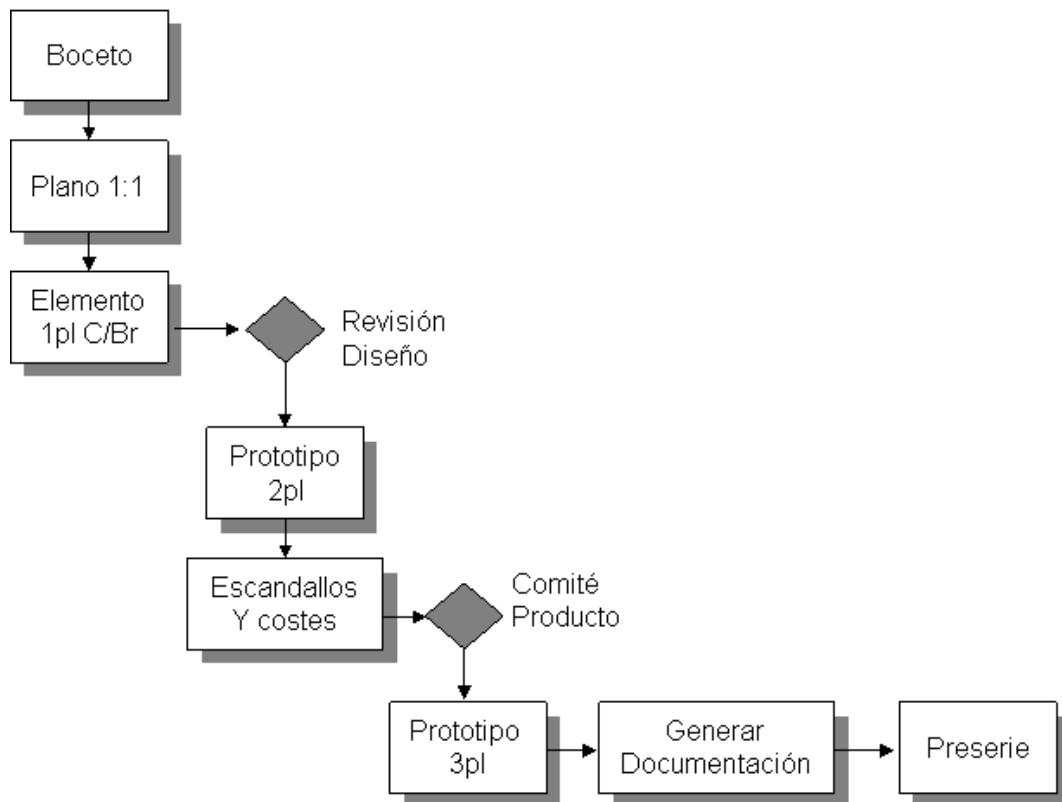 Boceto
Plano 1:1
Elemento
1pl C/Br
Revisión
Diseño
Prototipo
2pl
Escandallos
Y costes
Comité
Producto
Prototipo
3pl
Generar
Documentación
Preserie